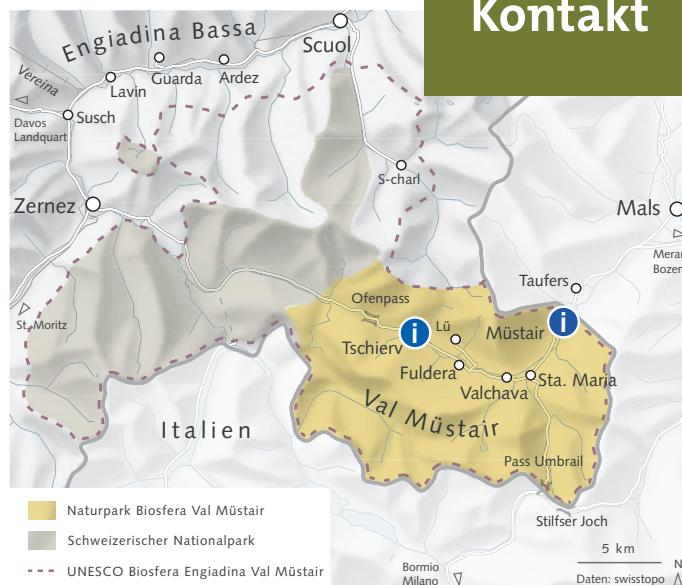 Kontakt
Engiadina Bassa
Scuol
Vereina
Guarda
Ardez
Lavin
Davos
Landquart
Susch
S-charl
Zernez
Mals
Meran
Bozen
Taufers
St. Moritz
Ofenpass
i
i
Lü
Müstair
Tschierv
Fuldera
Valchava
Sta. Maria
Val Müstair
Italien
Pass Umbrail
Stilfser Joch
Naturpark Biosfera Val Müstair
Schweizerischer Nationalpark
UNESCO Biosfera Engiadina Val Müstair
Bormio
Milano
5 km
N
Daten: swisstopo